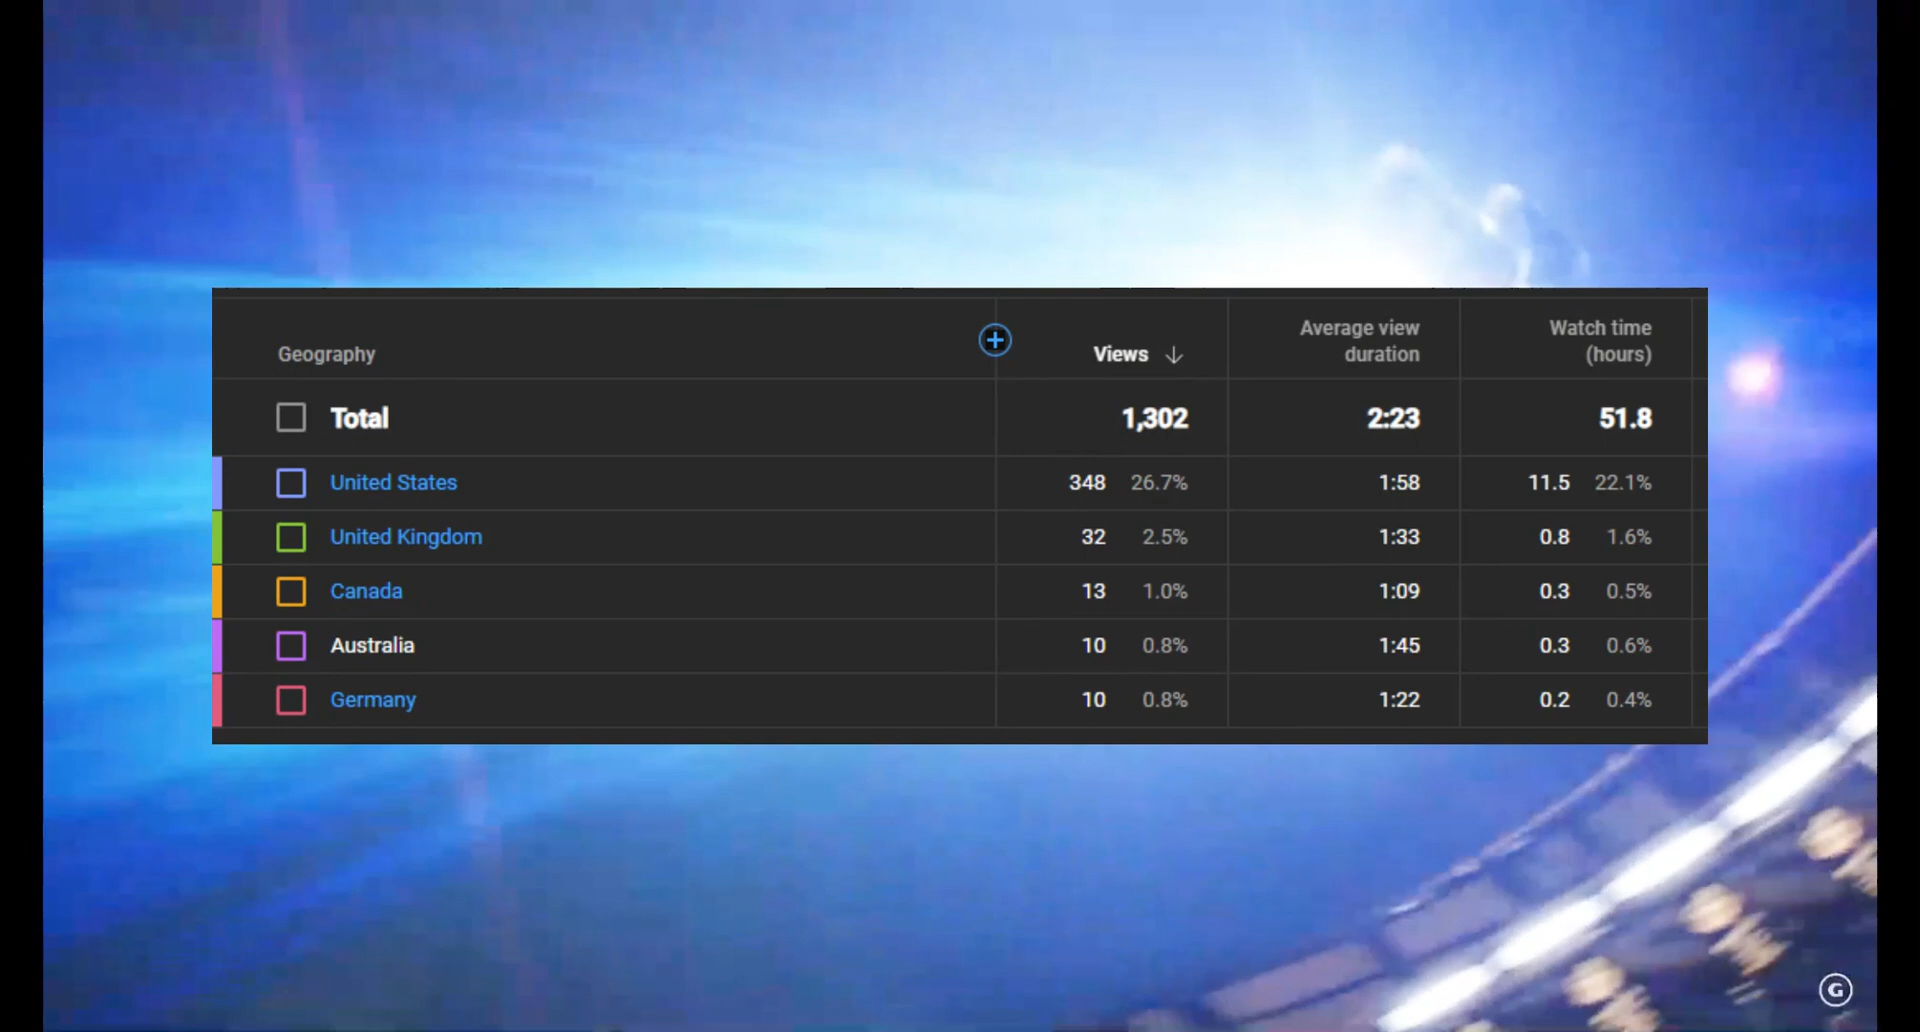 Geography Views Average view duration Watch time (hours)
Total 1,302 2:23 51.8
United States 348 26.7% 1:58 11.5 22.1%
United Kingdom 32 2.5% 1:33 0.8 1.6%
Canada 13 1.0% 1:09 0.3 0.5%
Australia 10 0.8% 1:45 0.3 0.6%
Germany 10 0.8% 1:22 0.2 0.4%
G